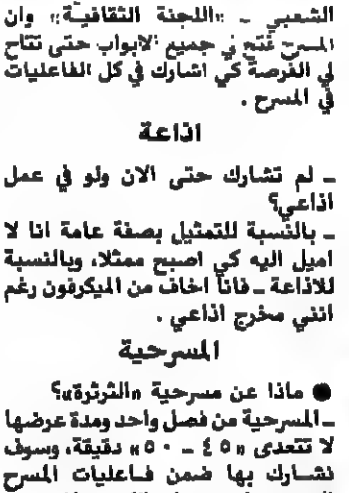 الشعبي - «اللجنة الثقافية» وان
المسرح فتح لي جميع الابواب حتى تتاح
لي الفرصة كي اشارك في كل الفاعليات
في المسرح .
اذاعة
- لم تشارك حتى الان ولو في عمل
اذاعي؟
- بالنسبة للتمثيل بصفة عامة انا لا
اميل اليه كي اصبح ممثلا، وبالنسبة
للاذاعة - فانا اخاف من الميكرفون رغم
انني مخرج اذاعي .
المسرحية
● ماذا عن مسرحية «الثرثرة»؟
- المسرحية من فصل واحد ومدة عرضها
لا تتعدى «٤٥ - ٥٠» دقيقة، وسوف
نشارك بها ضمن فاعليات المسرح